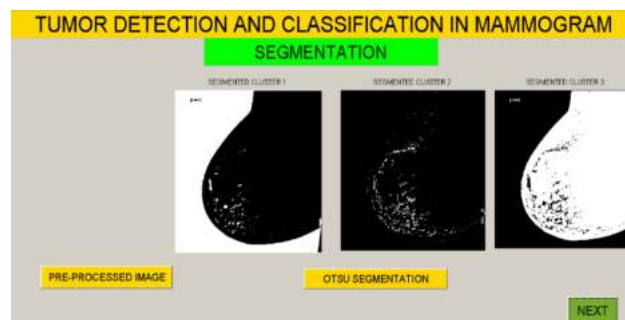 TUMOR DETECTION AND CLASSIFICATION IN MAMMOGRAM
SEGMENTATION
SEGMENTED CLUSTER 1
SEGMENTED CLUSTER 2
SEGMENTED CLUSTER 3
PRE-PROCESSED IMAGE
OTSU SEGMENTATION
NEXT